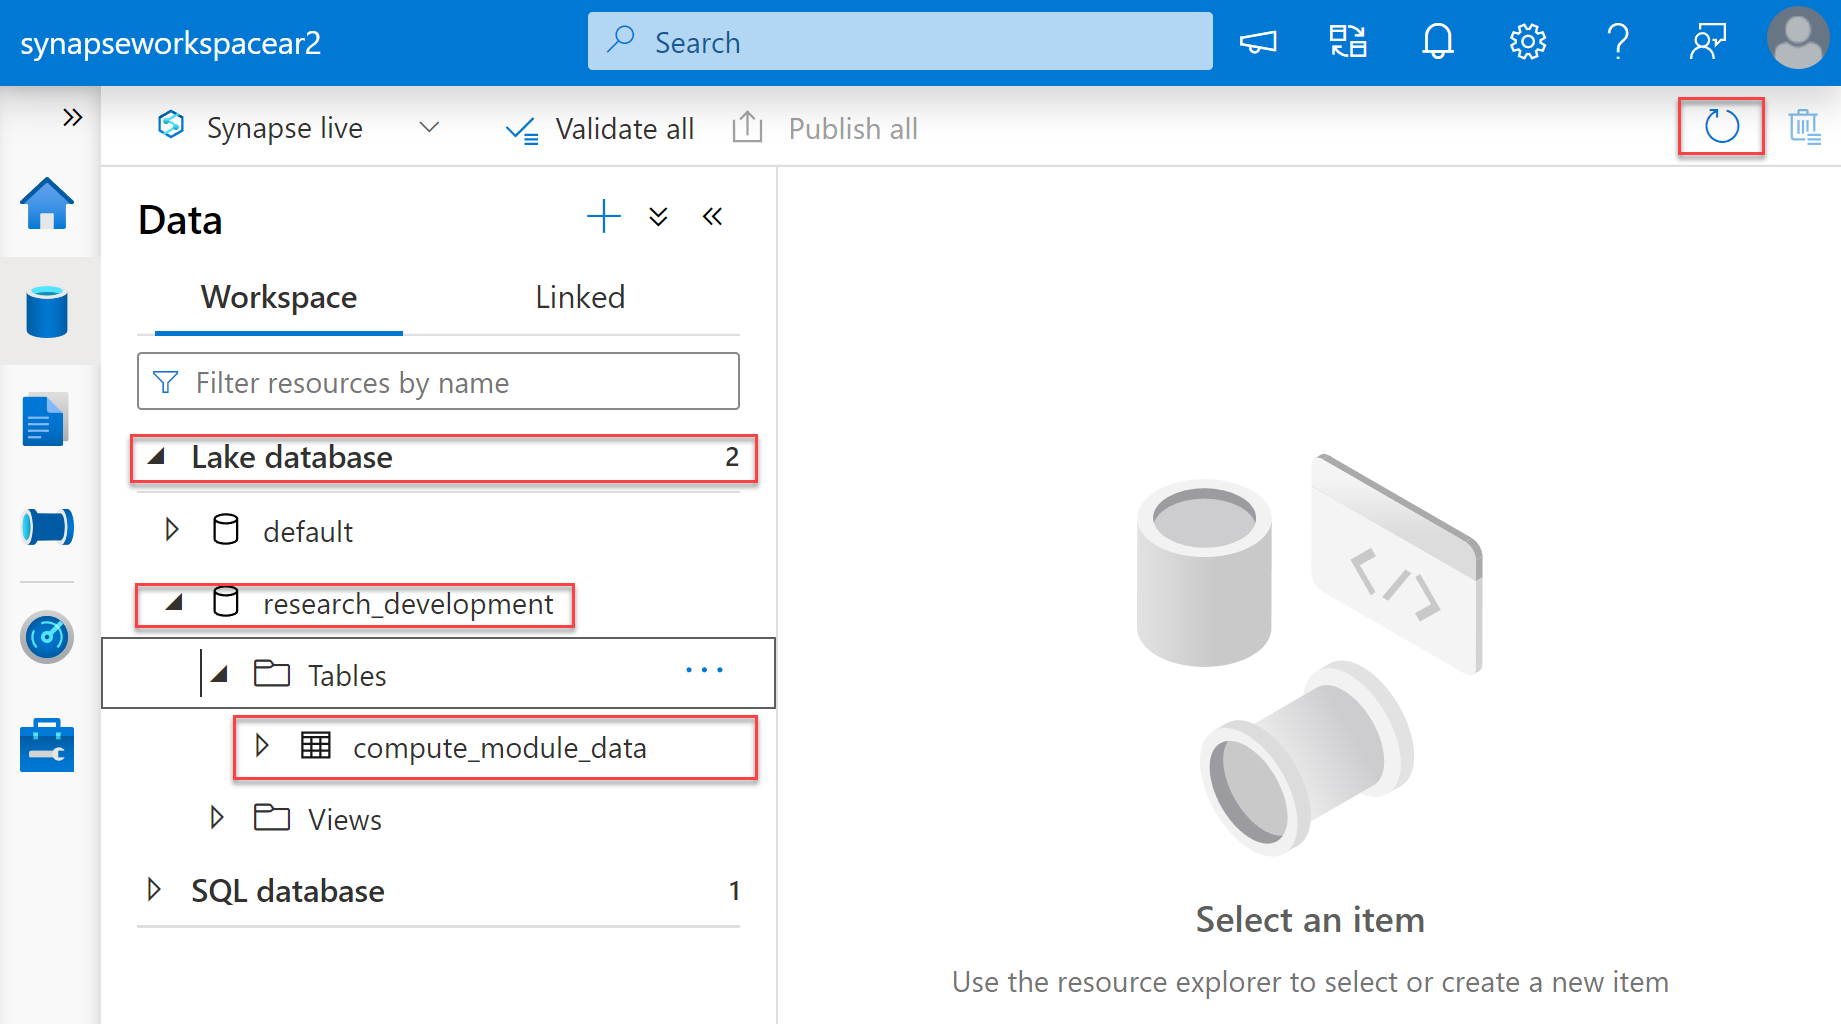 synapseworkspacear2
Search
Synapse live
Validate all
Publish all
Data
Workspace
Linked
Filter resources by name
Lake database 2
default
research_development
Tables
compute_module_data
Views
SQL database 1
Select an item
Use the resource explorer to select or create a new item